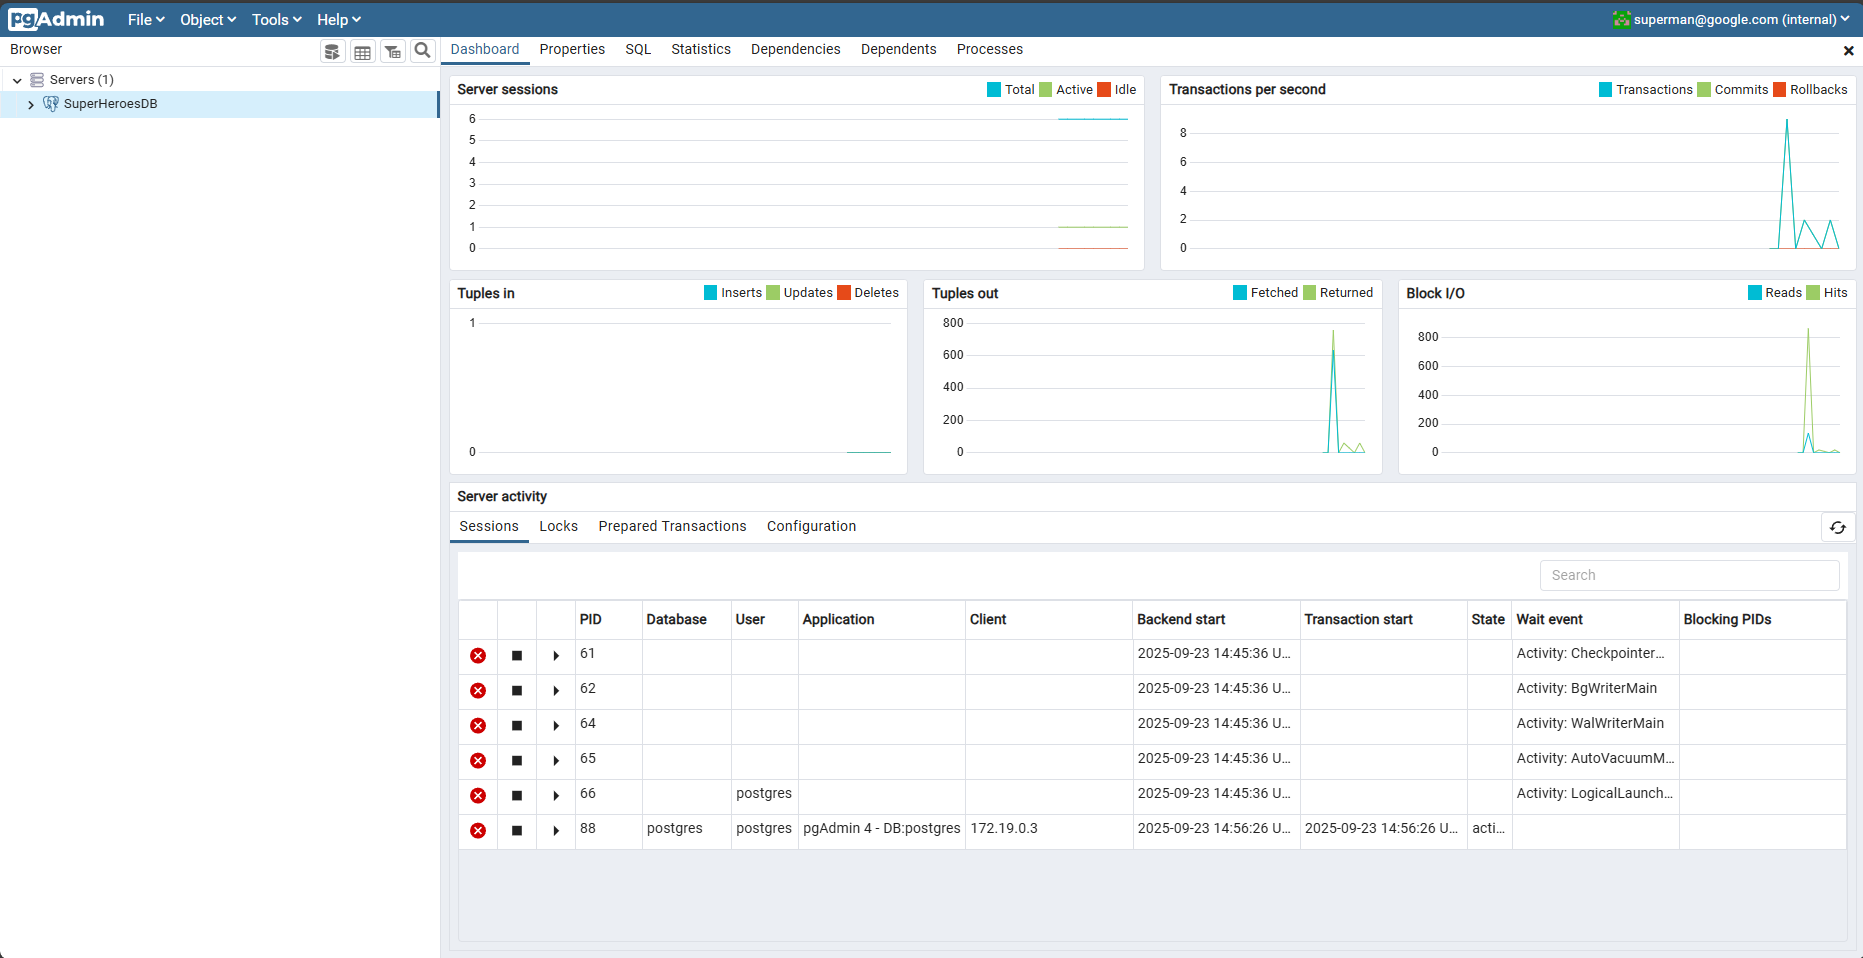 pgAdmin File Object Tools Help superman@google.com (internal)
Browser
Dashboard Properties SQL Statistics Dependencies Dependents Processes
Servers (1)
SuperHeroesDB
Server sessions Total Active Idle
6
5
4
3
2
1
0
Transactions per second Transactions Commits Rollbacks
8
6
4
2
0
Tuples in Inserts Updates Deletes
1
0
Tuples out Fetched Returned
800
600
400
200
0
Block I/O Reads Hits
800
600
400
200
0
Server activity
Sessions Locks Prepared Transactions Configuration
Search
PID Database User Application Client Backend start Transaction start State Wait event Blocking PIDs
61 2025-09-23 14:45:36 U... Activity: Checkpointer...
62 2025-09-23 14:45:36 U... Activity: BgWriterMain
64 2025-09-23 14:45:36 U... Activity: WalWriterMain
65 2025-09-23 14:45:36 U... Activity: AutoVacuumM...
66 postgres 2025-09-23 14:45:36 U... Activity: LogicalLaunch...
88 postgres postgres pgAdmin 4 - DB:postgres 172.19.0.3 2025-09-23 14:56:26 U... 2025-09-23 14:56:26 U... acti...